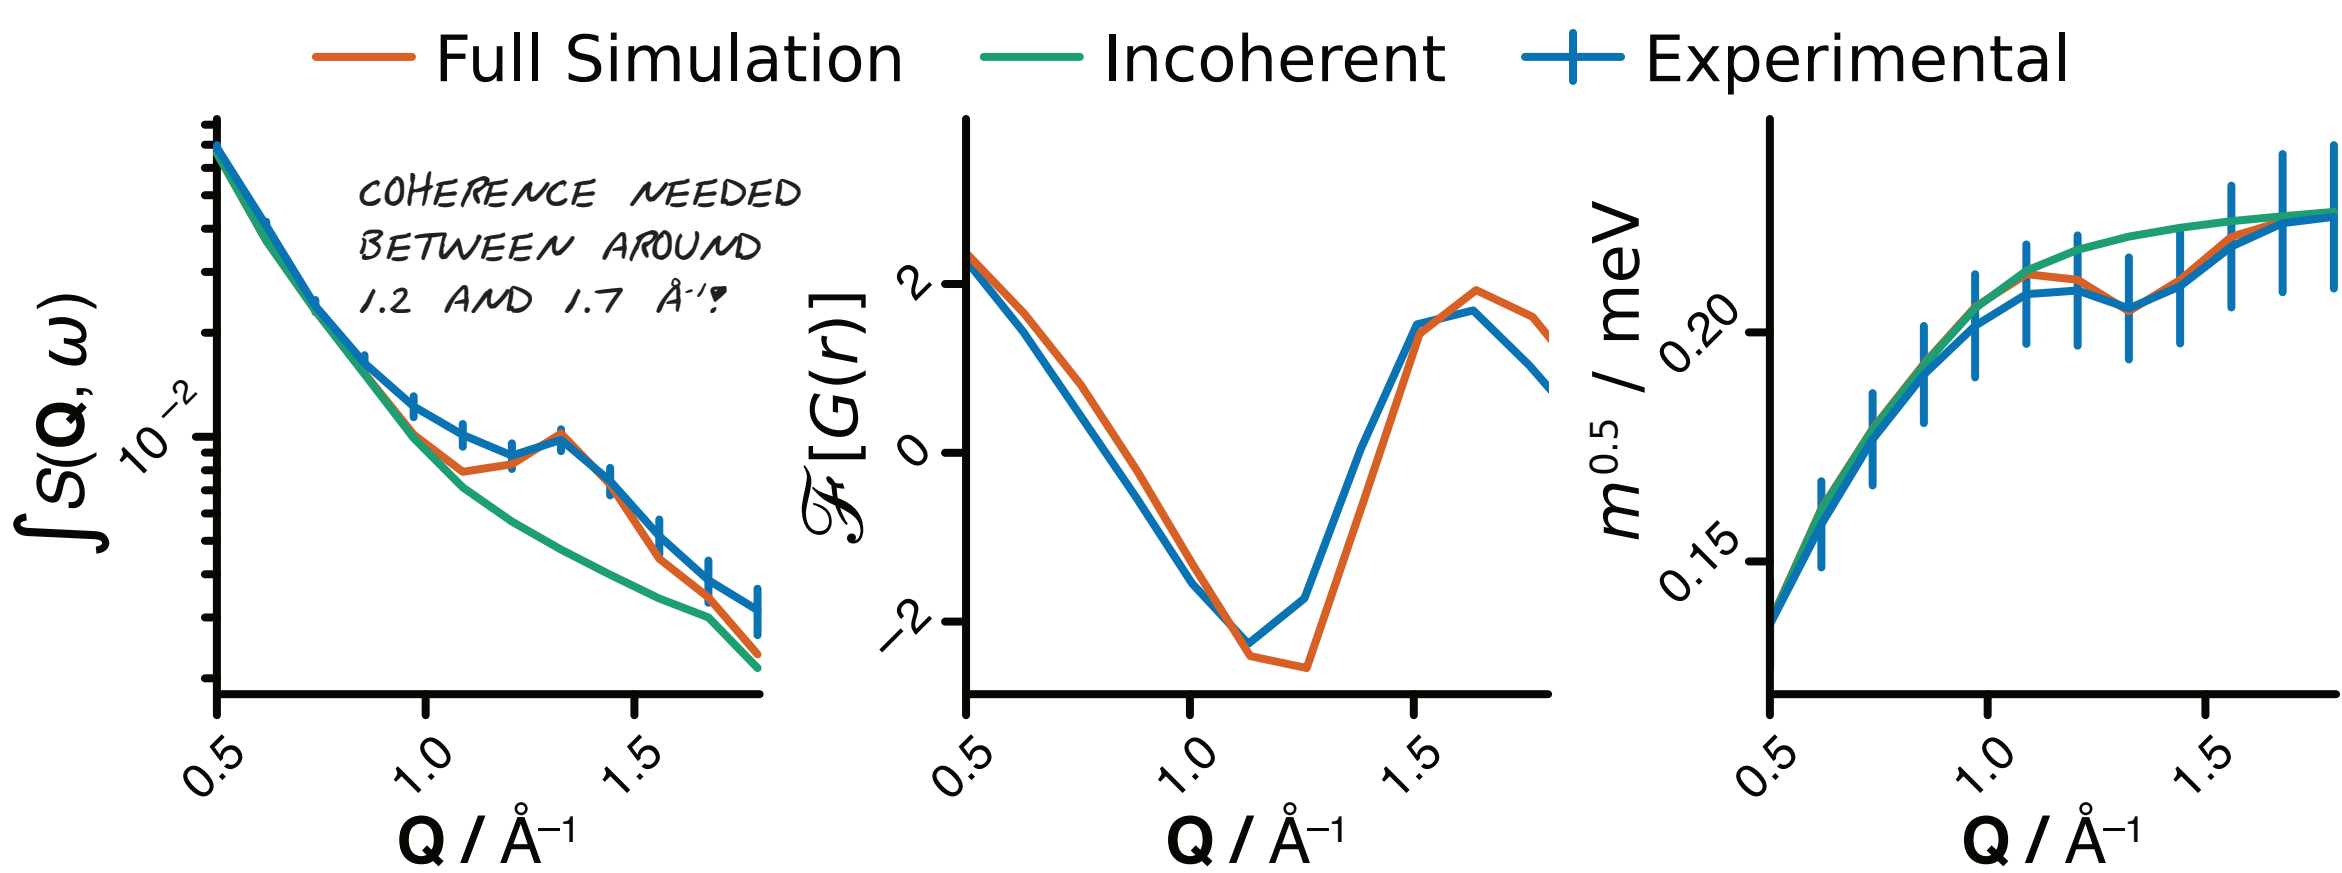 Full Simulation Incoherent Experimental
COHERENCE NEEDED
BETWEEN AROUND
1.2 AND 1.7 Å⁻¹?
∫S(Q, ω)
10⁻²
0.5 1.0 1.5
Q / Å⁻¹
ℱ[G(r)]
2
0
−2
0.5 1.0 1.5
Q / Å⁻¹
m⁰·⁵ / meV
0.20
0.15
0.5 1.0 1.5
Q / Å⁻¹